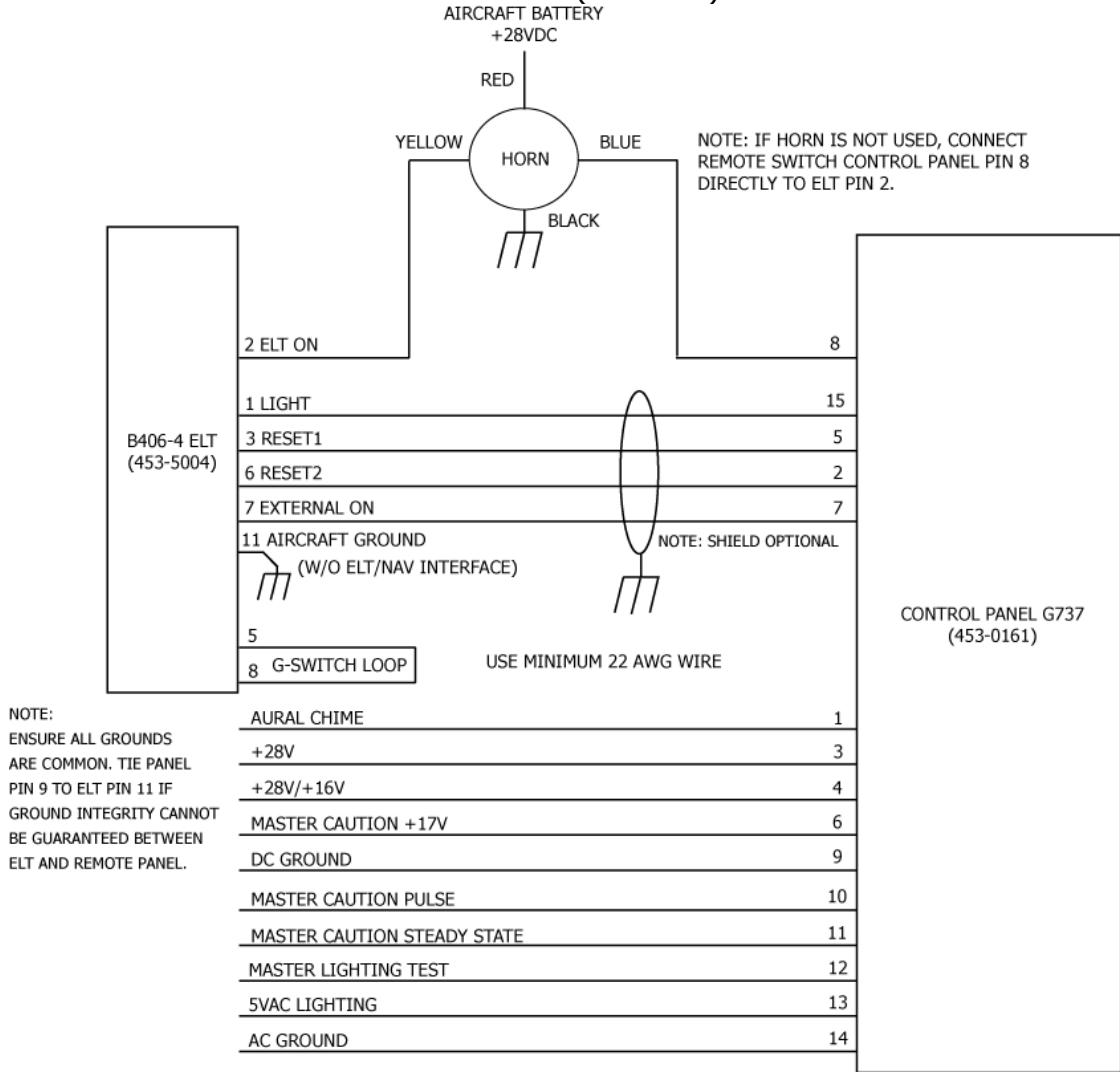 AIRCRAFT BATTERY
+28VDC
RED
YELLOW
HORN
BLUE
BLACK
NOTE: IF HORN IS NOT USED, CONNECT
REMOTE SWITCH CONTROL PANEL PIN 8
DIRECTLY TO ELT PIN 2.
B406-4 ELT
(453-5004)
2 ELT ON
8
1 LIGHT
15
3 RESET1
5
6 RESET2
2
7 EXTERNAL ON
7
11 AIRCRAFT GROUND
(W/O ELT/NAV INTERFACE)
NOTE: SHIELD OPTIONAL
5
8 G-SWITCH LOOP
USE MINIMUM 22 AWG WIRE
CONTROL PANEL G737
(453-0161)
NOTE:
ENSURE ALL GROUNDS
ARE COMMON. TIE PANEL
PIN 9 TO ELT PIN 11 IF
GROUND INTEGRITY CANNOT
BE GUARANTEED BETWEEN
ELT AND REMOTE PANEL.
AURAL CHIME
1
+28V
3
+28V/+16V
4
MASTER CAUTION +17V
6
DC GROUND
9
MASTER CAUTION PULSE
10
MASTER CAUTION STEADY STATE
11
MASTER LIGHTING TEST
12
5VAC LIGHTING
13
AC GROUND
14